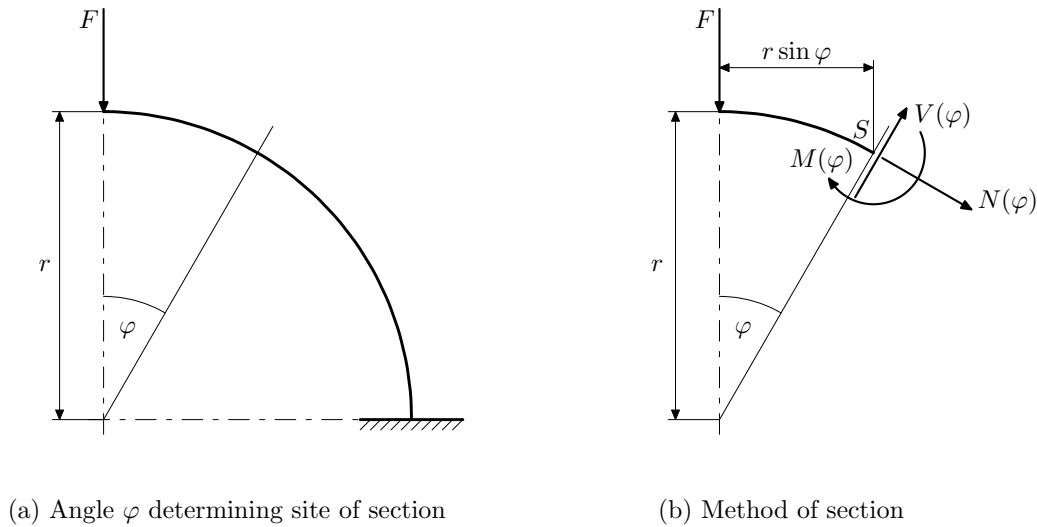 F
r
φ
(a) Angle φ determining site of section
F
r sin φ
S
V(φ)
M(φ)
N(φ)
r
φ
(b) Method of section